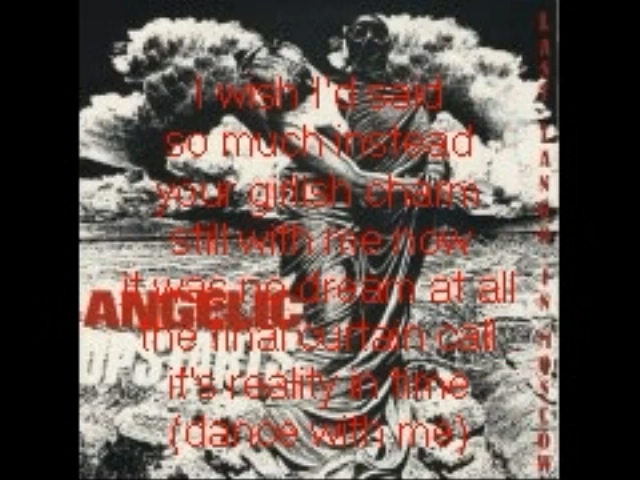 I wish I'd said
so much instead
your girlish charm
still with me now
it was no dream at all
the final curtain call
it's reality in time
(dance with me)
ANGELIC
UPSTARTS
LAST TANGO IN MOSCOW